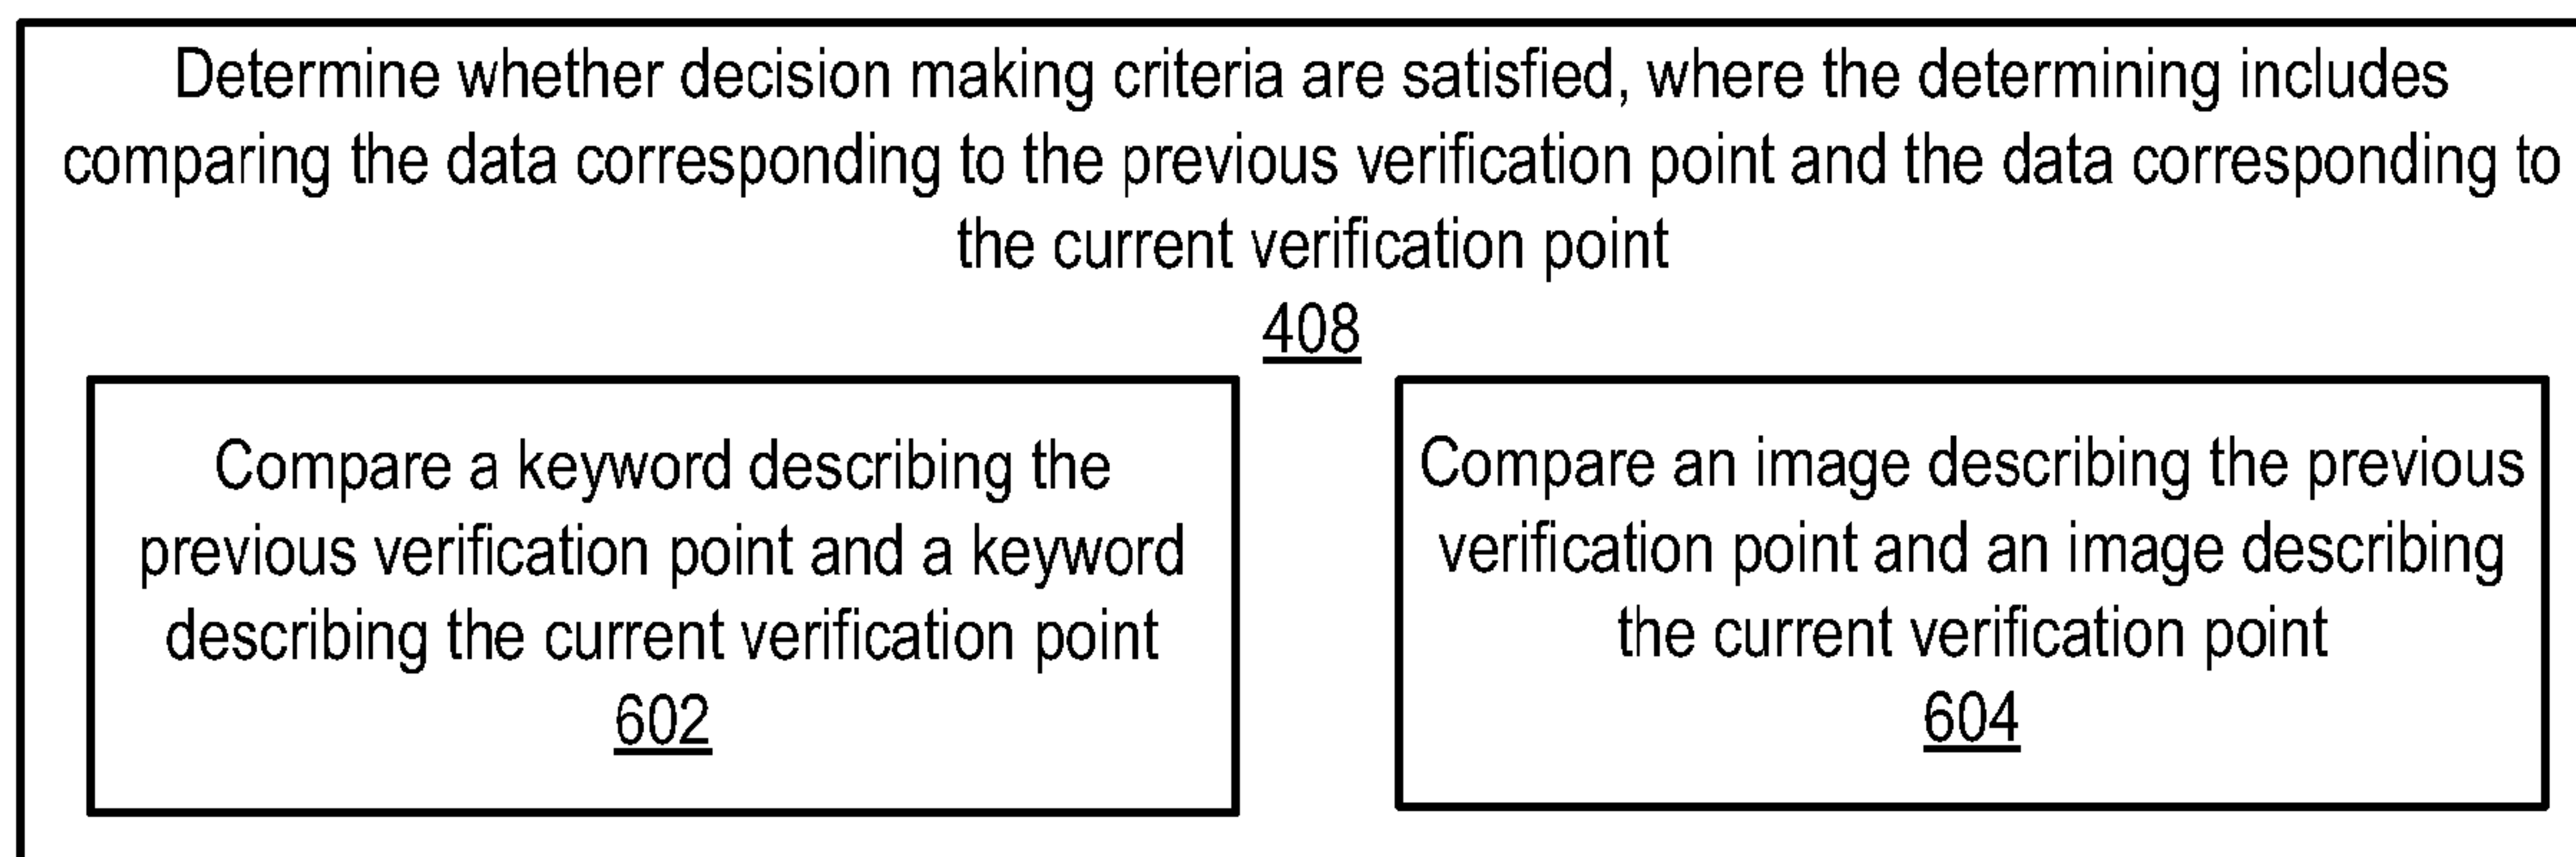 Determine whether decision making criteria are satisfied, where the determining includes
comparing the data corresponding to the previous verification point and the data corresponding to
the current verification point
408
Compare a keyword describing the
previous verification point and a keyword
describing the current verification point
602
Compare an image describing the previous
verification point and an image describing
the current verification point
604